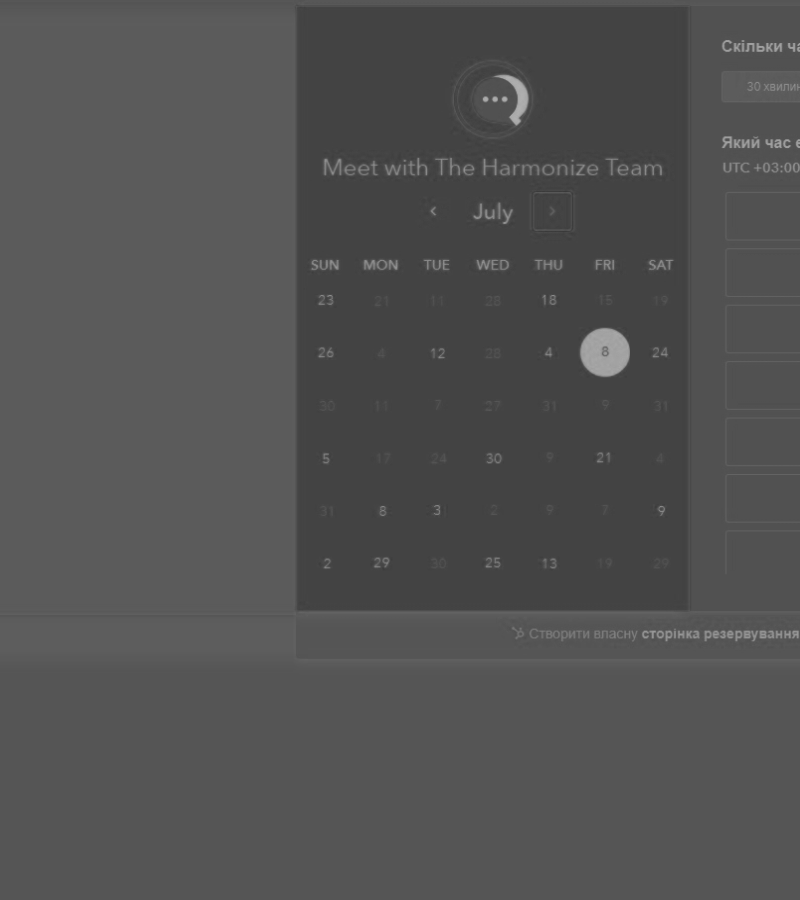 Meet with The Harmonize Team
July
SUN MON TUE WED THU FRI SAT
23 21 11 28 18 15 19
26 4 12 28 4 8 24
30 11 7 27 31 9 31
5 17 24 30 9 21 4
31 8 3 2 9 7 9
2 29 30 25 13 19 29
Скільки ча
30 хвилин
Який час є
UTC +03:00
Створити власну сторінка резервування